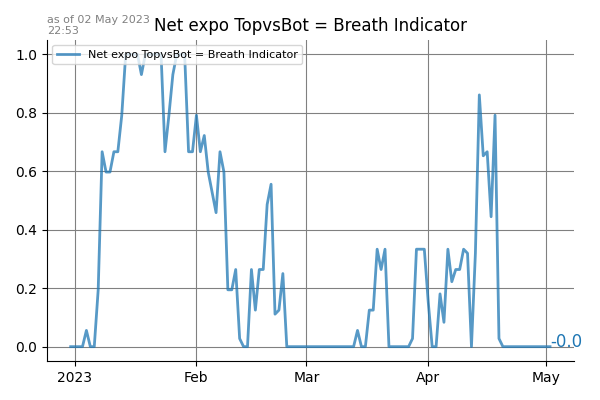 as of 02 May 2023
22:53
Net expo TopvsBot = Breath Indicator
Net expo TopvsBot = Breath Indicator
1.0
0.8
0.6
0.4
0.2
0.0
-0.0
2023 Feb Mar Apr May